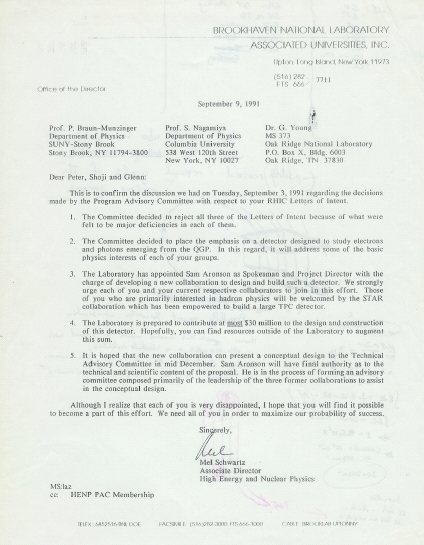 BROOKHAVEN NATIONAL LABORATORY
ASSOCIATED UNIVERSITIES, INC.
Upton, Long Island, New York 11973
(516) 282
FTS 666 7711
Office of the Director
September 9, 1991
Prof. P. Braun-Munzinger Prof. S. Nagamiya Dr. G. Young
Department of Physics Department of Physics MS 373
SUNY-Stony Brook Columbia University Oak Ridge National Laboratory
Stony Brook, NY 11794-3800 538 West 120th Street P.O. Box X, Bldg. 6003
New York, NY 10027 Oak Ridge, TN 37830
Dear Peter, Shoji and Glenn:
This is to confirm the discussion we had on Tuesday, September 3, 1991 regarding the decisions
made by the Program Advisory Committee with respect to your RHIC Letters of Intent.
1. The Committee decided to reject all three of the Letters of Intent because of what were
felt to be major deficiencies in each of them.
2. The Committee decided to place the emphasis on a detector designed to study electrons
and photons emerging from the QGP. In this regard, it will address some of the basic
physics interests of each of your groups.
3. The Laboratory has appointed Sam Aronson as Spokesman and Project Director with the
charge of developing a new collaboration to design and build such a detector. We strongly
urge each of you and your current respective collaborators to join in this effort. Those
of you who are primarily interested in hadron physics will be welcomed by the STAR
collaboration which has been empowered to build a large TPC detector.
4. The Laboratory is prepared to contribute at most $30 million to the design and construction
of this detector. Hopefully, you can find resources outside of the Laboratory to augment
this sum.
5. It is hoped that the new collaboration can present a conceptual design to the Technical
Advisory Committee in mid December. Sam Aronson will have final authority as to the
technical and scientific content of the proposal. He is in the process of forming an advisory
committee composed primarily of the leadership of the three former collaborations to assist
in the conceptual design.
Although I realize that each of you is very disappointed, I hope that you will find it possible
to become a part of this effort. We need all of you in order to maximize our probability of success.
Sincerely,
Mel
Mel Schwartz
Associate Director
High Energy and Nuclear Physics
MS:laz
cc: HENP PAC Membership
TELEX: 6852516 BNL DOE FACSIMILE: (516) 282-3000, FTS 666-3000 CABLE: BROOKLAB UPTONNY